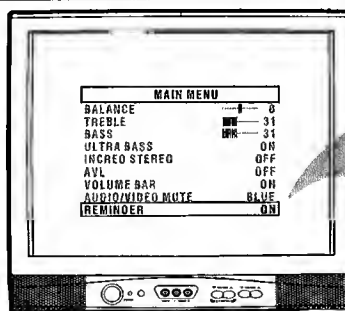 MAIN MENU
BALANCE 0
TREBLE 31
BASS 31
ULTRA BASS ON
INCREO STEREO OFF
AVL OFF
VOLUME BAR ON
AUDIO/VIDEO MUTE BLUE
REMINDER ON